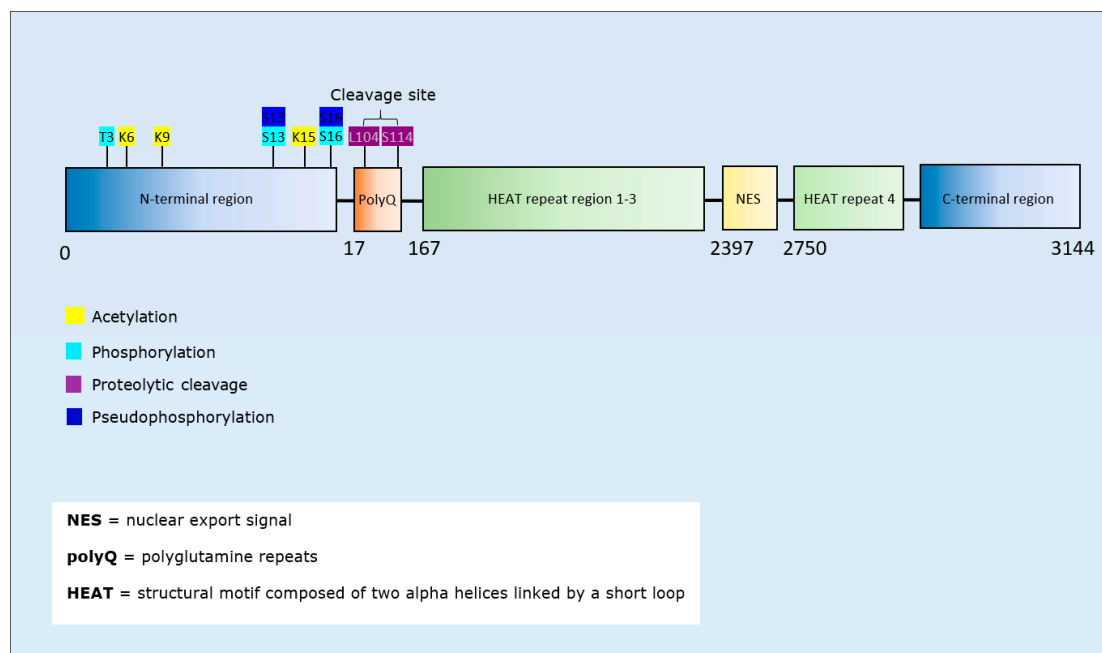 Cleavage site
S13 S16
T3 K6 K9 S13 K15 S16 L104 S114
N-terminal region PolyQ HEAT repeat region 1-3 NES HEAT repeat 4 C-terminal region
0 17 167 2397 2750 3144
Acetylation
Phosphorylation
Proteolytic cleavage
Pseudophosphorylation
NES = nuclear export signal
polyQ = polyglutamine repeats
HEAT = structural motif composed of two alpha helices linked by a short loop